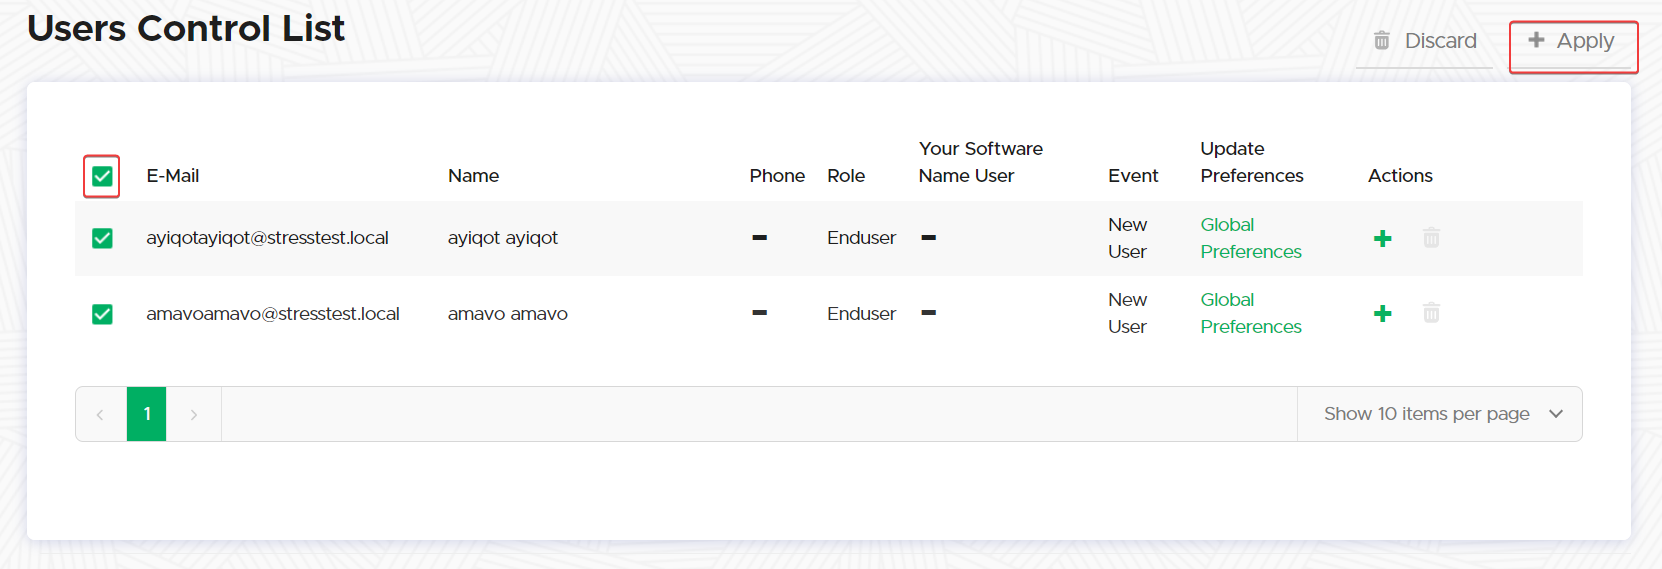 Users Control List
Discard
Apply
E-Mail
Name
Phone
Role
Your Software
Name User
Event
Update
Preferences
Actions
ayiqotayiqot@stresstest.local
ayiqot ayiqot
-
Enduser
-
New
User
Global
Preferences
amavoamavo@stresstest.local
amavo amavo
-
Enduser
-
New
User
Global
Preferences
1
Show 10 items per page